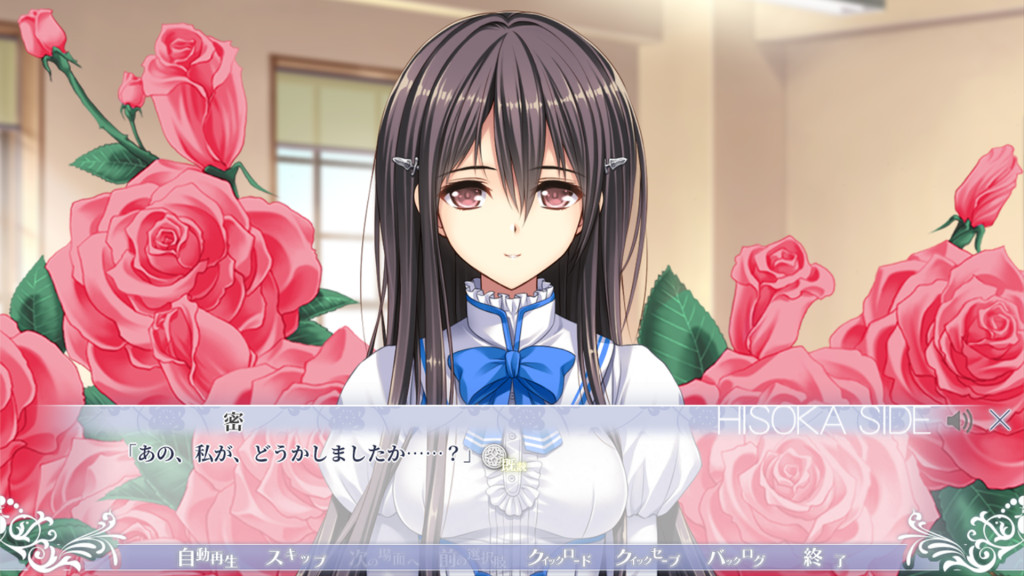 密
HISOKA SIDE
「あの、私が、どうかしましたか……？」
自動再生 スキップ 次の場面へ 前の選択肢 クイックロード クイックセーブ バックログ 終了